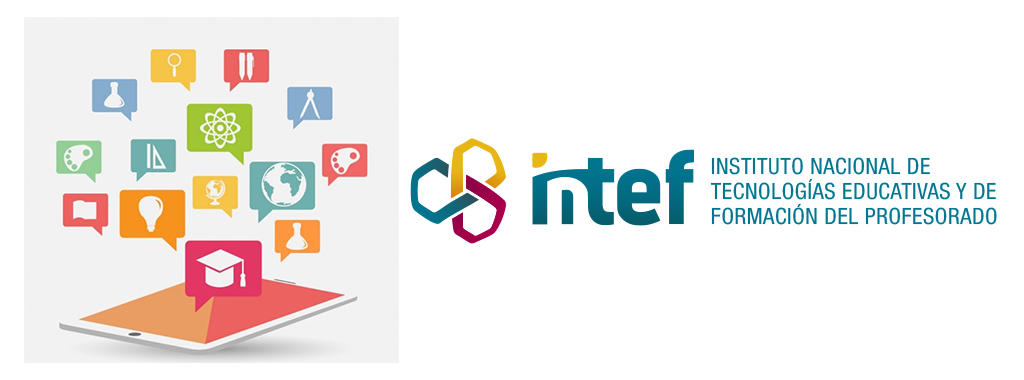 intef
INSTITUTO NACIONAL DE
TECNOLOGÍAS EDUCATIVAS Y DE
FORMACIÓN DEL PROFESORADO